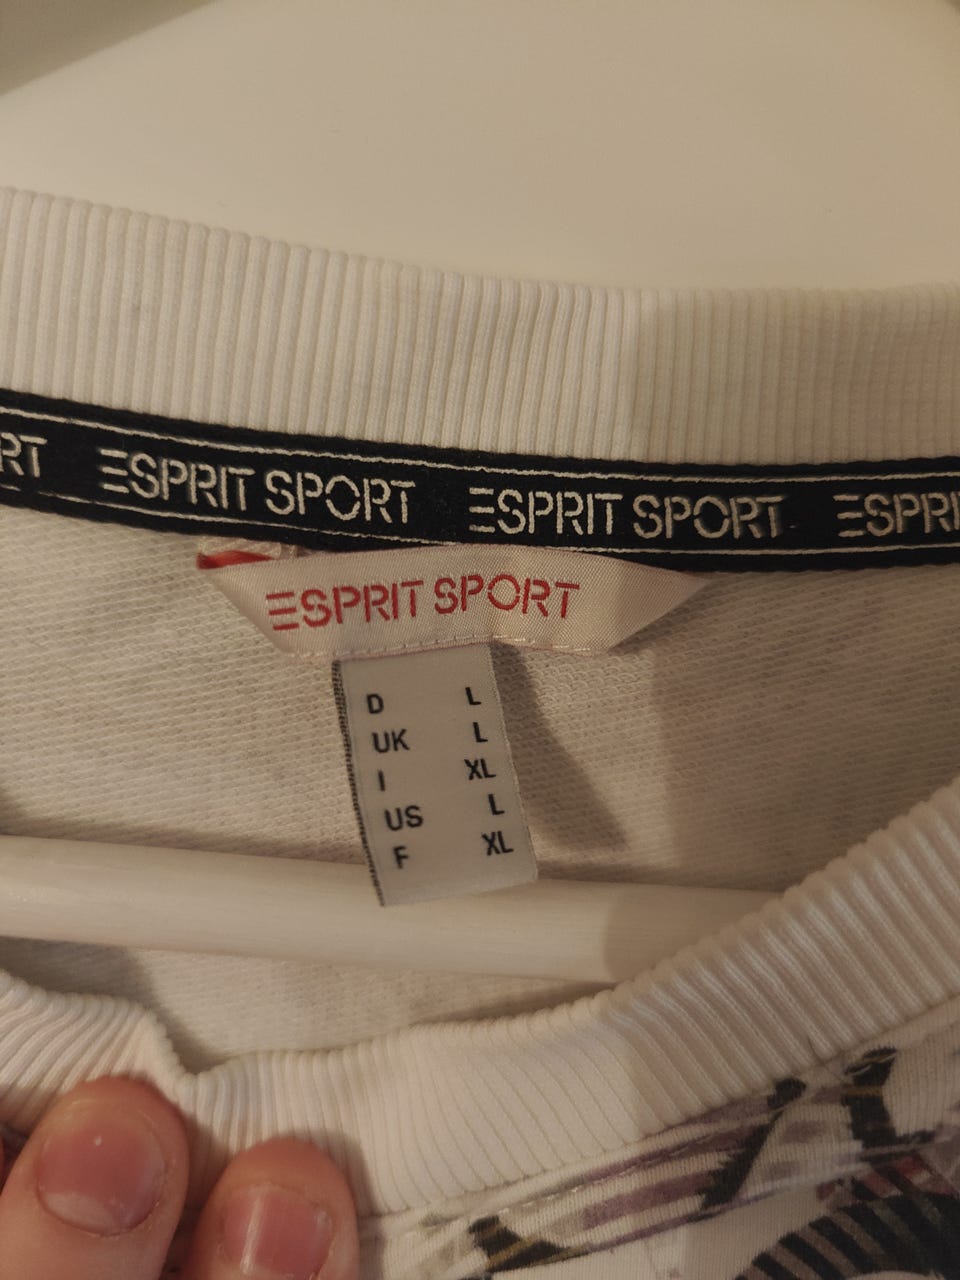 RT ESPRIT SPORT ESPRIT SPORT ESPRI
ESPRIT SPORT
D L
UK L
I XL
US L
F XL